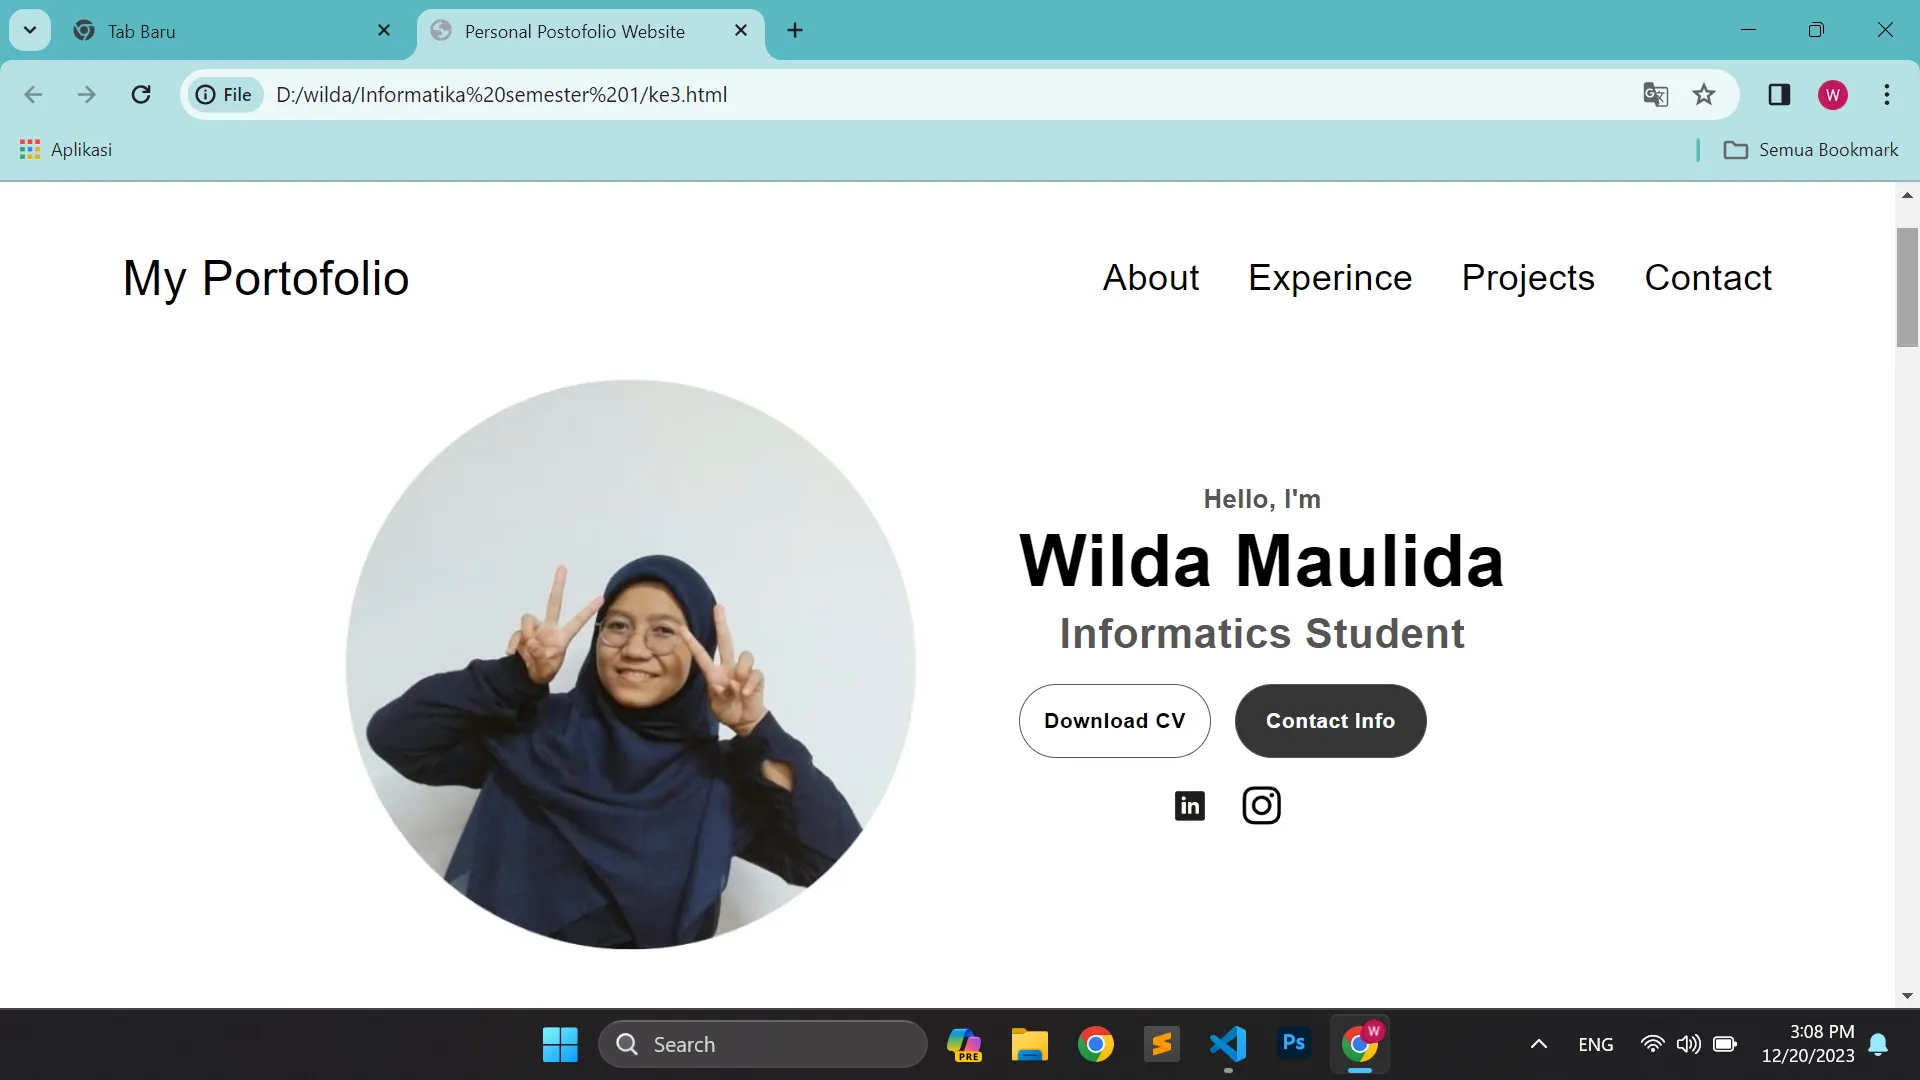 Tab Baru
Personal Postofolio Website
File
D:/wilda/Informatika%20semester%201/ke3.html
W
Aplikasi
Semua Bookmark
My Portofolio
About
Experince
Projects
Contact
Hello, I'm
Wilda Maulida
Informatics Student
Download CV
Contact Info
in
Search
PRE
Ps
W
ENG
3:08 PM
12/20/2023